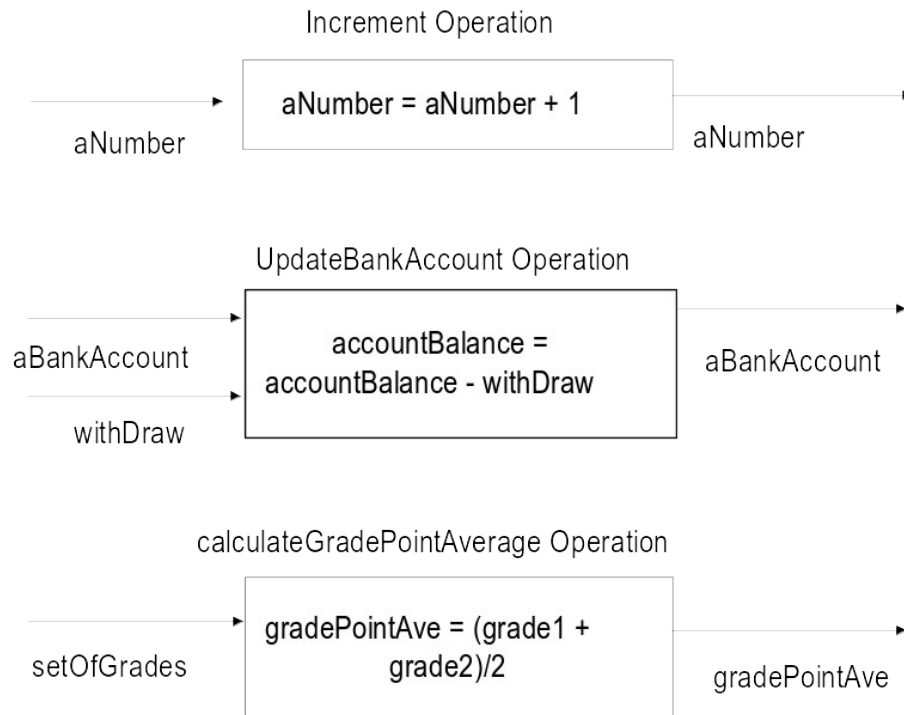 Increment Operation
aNumber = aNumber + 1
aNumber
aNumber
UpdateBankAccount Operation
accountBalance =
accountBalance - withDraw
aBankAccount
aBankAccount
withDraw
calculateGradePointAverage Operation
gradePointAve = (grade1 +
grade2)/2
setOfGrades
gradePointAve